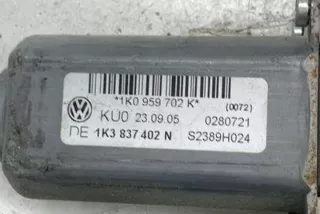 *1K0 959 702 K*
(0072)
KU0 23.09.05 0280721
DE 1K3 837 402 N S2389H024